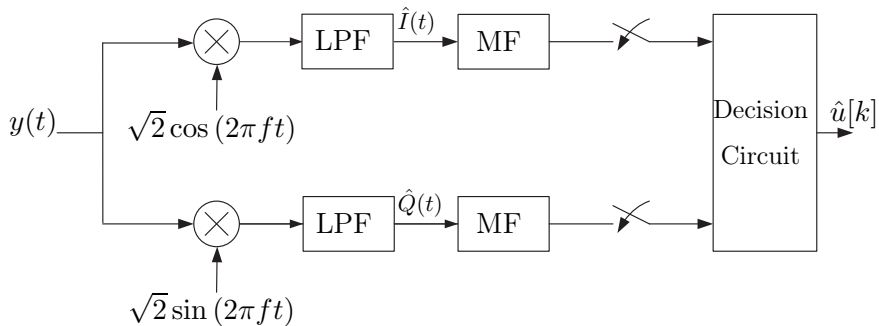 LPF
Î(t)
MF
y(t)
√2 cos (2πft)
Decision
Circuit
û[k]
LPF
Q̂(t)
MF
√2 sin (2πft)